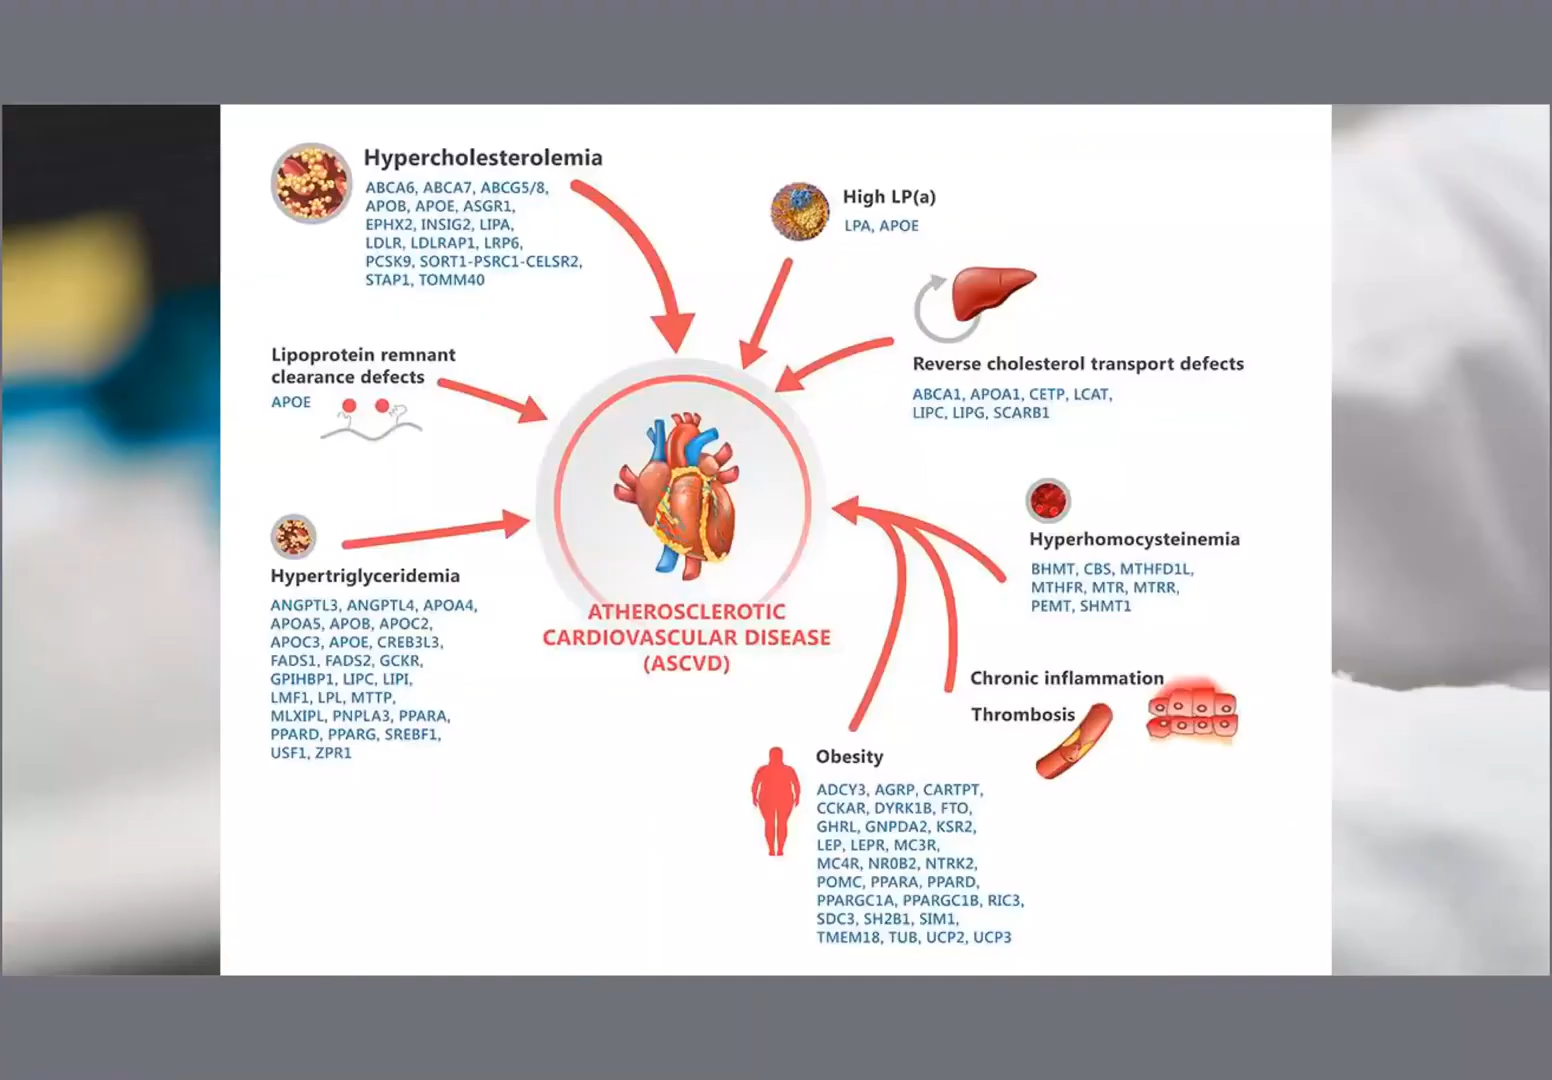 Hypercholesterolemia
ABCA6, ABCA7, ABCG5/8,
APOB, APOE, ASGR1,
EPHX2, INSIG2, LIPA,
LDLR, LDLRAP1, LRP6,
PCSK9, SORT1-PSRC1-CELSR2,
STAP1, TOMM40
High LP(a)
LPA, APOE
Reverse cholesterol transport defects
ABCA1, APOA1, CETP, LCAT,
LIPC, LIPG, SCARB1
Lipoprotein remnant
clearance defects
APOE
Hyperhomocysteinemia
BHMT, CBS, MTHFD1L,
MTHFR, MTR, MTRR,
PEMT, SHMT1
Hypertriglyceridemia
ANGPTL3, ANGPTL4, APOA4,
APOA5, APOB, APOC2,
APOC3, APOE, CREB3L3,
FADS1, FADS2, GCKR,
GPIHBP1, LIPC, LIPI,
LMF1, LPL, MTTP,
MLXIPL, PNPLA3, PPARA,
PPARD, PPARG, SREBF1,
USF1, ZPR1
ATHEROSCLEROTIC
CARDIOVASCULAR DISEASE
(ASCVD)
Chronic inflammation
Thrombosis
Obesity
ADCY3, AGRP, CARTPT,
CCKAR, DYRK1B, FTO,
GHRL, GNPDA2, KSR2,
LEP, LEPR, MC3R,
MC4R, NR0B2, NTRK2,
POMC, PPARA, PPARD,
PPARGC1A, PPARGC1B, RIC3,
SDC3, SH2B1, SIM1,
TMEM18, TUB, UCP2, UCP3